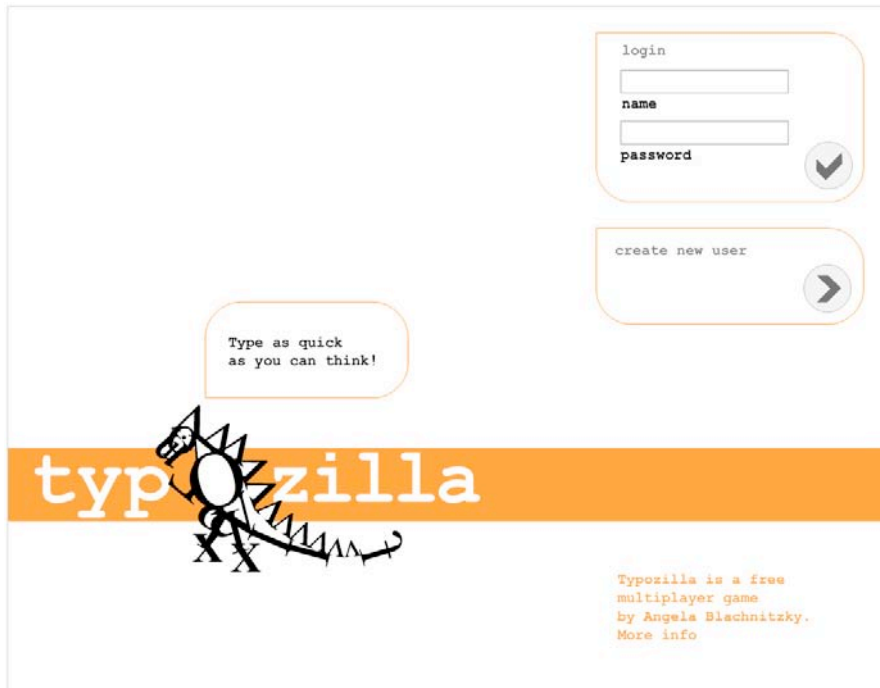 login
name
password
create new user
Type as quick
as you can think!
typozilla
Typozilla is a free
multiplayer game
by Angela Blachnitzky.
More info